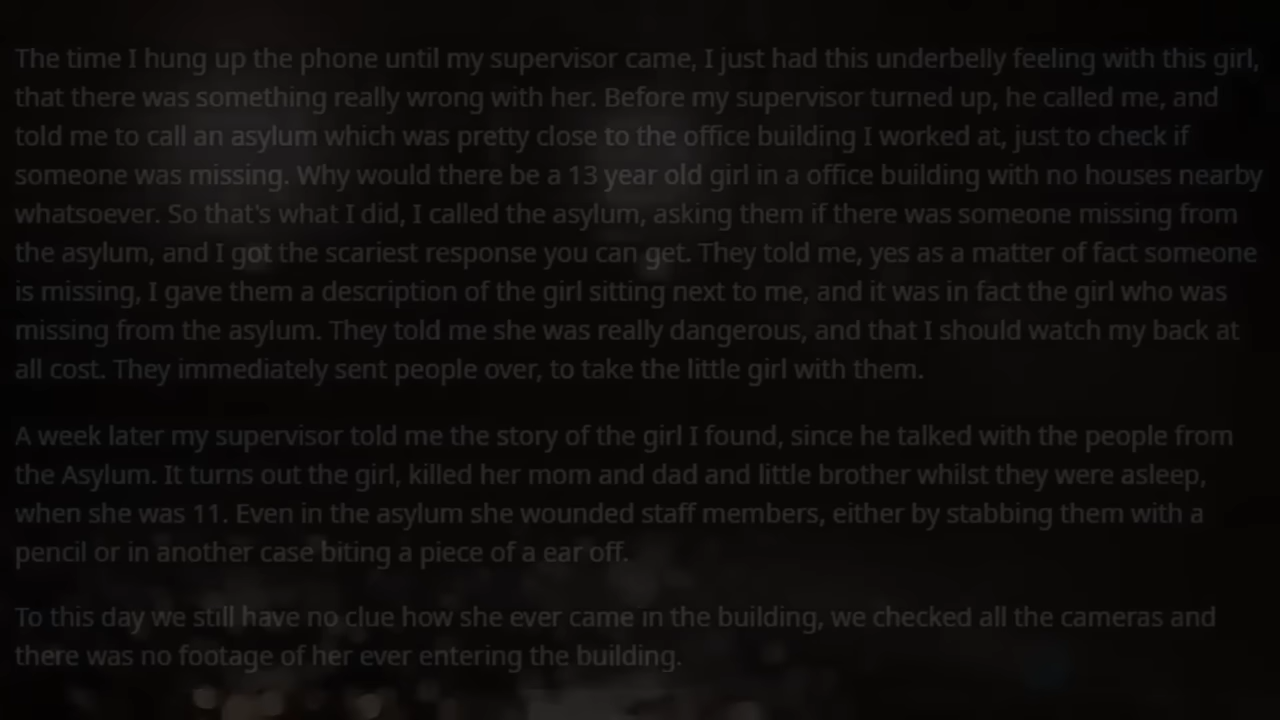 The time I hung up the phone until my supervisor came, I just had this underbelly feeling with this girl,
that there was something really wrong with her. Before my supervisor turned up, he called me, and
told me to call an asylum which was pretty close to the office building I worked at, just to check if
someone was missing. Why would there be a 13 year old girl in a office building with no houses nearby
whatsoever. So that's what I did, I called the asylum, asking them if there was someone missing from
the asylum, and I got the scariest response you can get. They told me, yes as a matter of fact someone
is missing, I gave them a description of the girl sitting next to me, and it was in fact the girl who was
missing from the asylum. They told me she was really dangerous, and that I should watch my back at
all cost. They immediately sent people over, to take the little girl with them.
A week later my supervisor told me the story of the girl I found, since he talked with the people from
the Asylum. It turns out the girl, killed her mom and dad and little brother whilst they were asleep,
when she was 11. Even in the asylum she wounded staff members, either by stabbing them with a
pencil or in another case biting a piece of a ear off.
To this day we still have no clue how she ever came in the building, we checked all the cameras and
there was no footage of her ever entering the building.